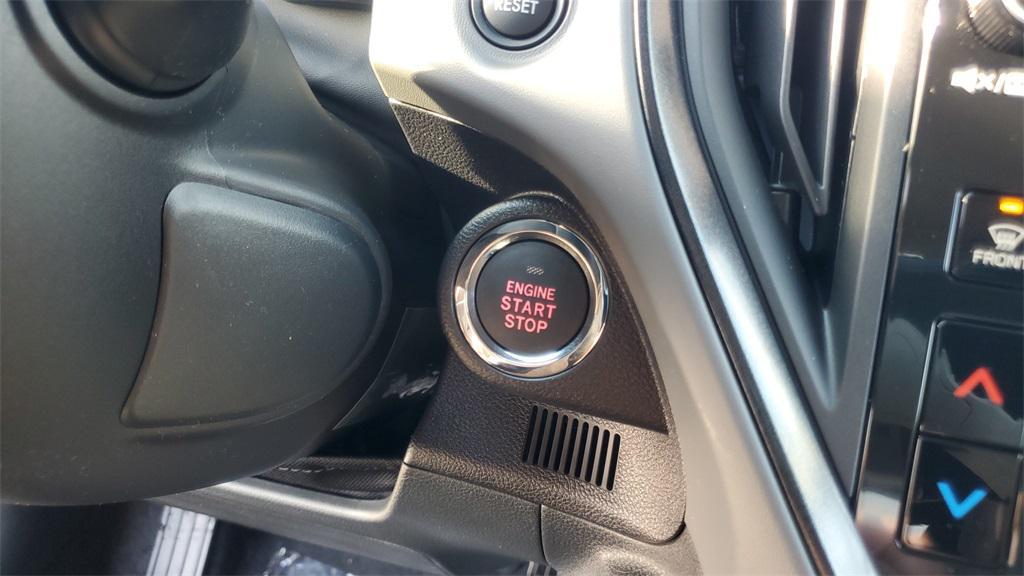 RESET
ENGINE
START
STOP
FRONT